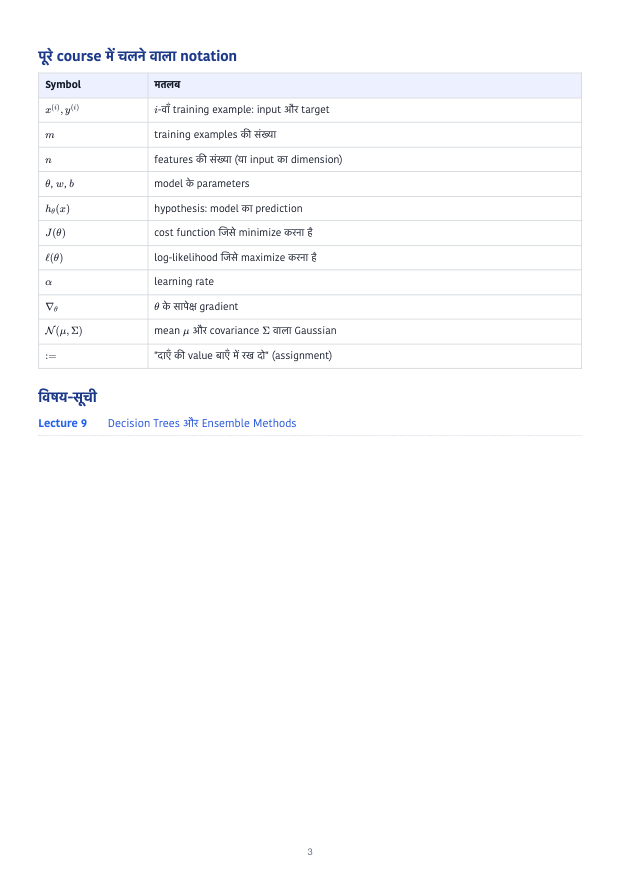 पूरे course में चलने वाला notation
Symbol मतलब
x⁽ⁱ⁾, y⁽ⁱ⁾ i-वाँ training example: input और target
m training examples की संख्या
n features की संख्या (या input का dimension)
θ, w, b model के parameters
h_θ(x) hypothesis: model का prediction
J(θ) cost function जिसे minimize करना है
ℓ(θ) log-likelihood जिसे maximize करना है
α learning rate
∇_θ θ के सापेक्ष gradient
𝒩(μ, Σ) mean μ और covariance Σ वाला Gaussian
:= "दाएँ की value बाएँ में रख दो" (assignment)
विषय-सूची
Lecture 9 Decision Trees और Ensemble Methods
3